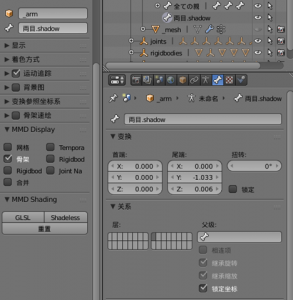 _arm
両目.shadow
显示
着色方式
运动追踪
背景图
变换参照坐标系
骨架迷绘
MMD Display
网格
Tempora
骨架
Rigidbod
Rigidbod
Joint Na
合并
MMD Shading
GLSL
Shadeless
重置
全ての親
両目.shadow
_mesh
joints
rigidbodies
_arm
未命名
両目.shadow
両目.shadow
变换
首端:
尾端:
扭转:
X: 0.000
X: 0.000
0°
Y: 0.000
Y: -1.033
Z: 0.000
Z: 0.006
锁定
关系
层:
父级:
相连项
继承旋转
继承缩放
锁定坐标